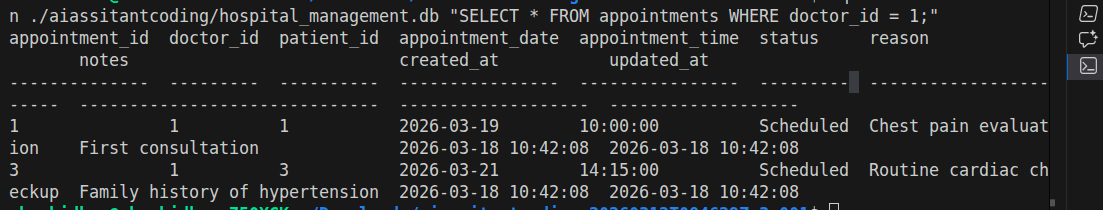 n ./aiassitantcoding/hospital_management.db "SELECT * FROM appointments WHERE doctor_id = 1;"
appointment_id  doctor_id  patient_id  appointment_date  appointment_time  status     reason
       notes                           created_at           updated_at
--------------  ---------  ----------  ----------------  ----------------  ---------  -----------------
-----  -----------------------------  -------------------  -------------------
1               1          1           2026-03-19        10:00:00          Scheduled  Chest pain evaluat
ion    First consultation              2026-03-18 10:42:08  2026-03-18 10:42:08
3               1          3           2026-03-21        14:15:00          Scheduled  Routine cardiac ch
eckup  Family history of hypertension  2026-03-18 10:42:08  2026-03-18 10:42:08